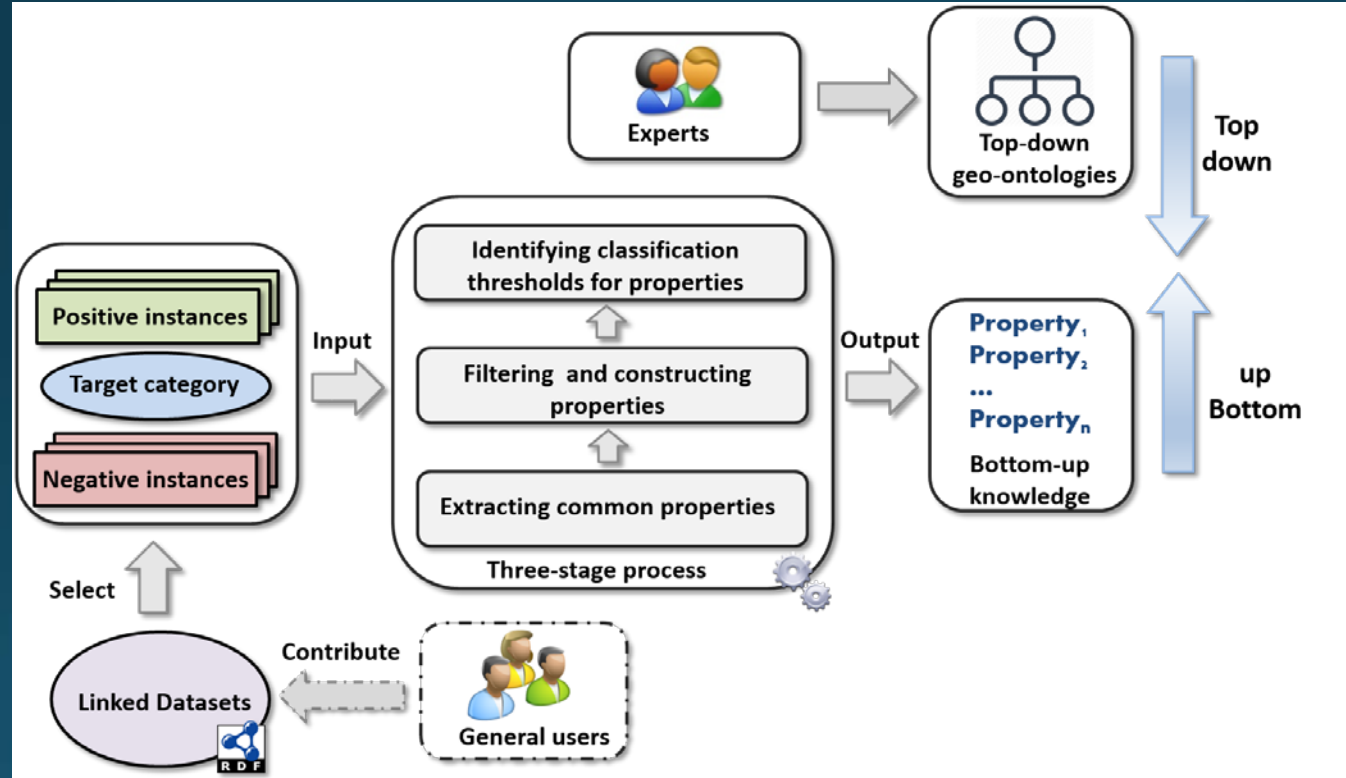 Experts
Top-down
geo-ontologies
Top
down
Positive instances
Target category
Negative instances
Input
Identifying classification
thresholds for properties
Filtering and constructing
properties
Extracting common properties
Three-stage process
Output
Property₁
Property₂
...
Propertyₙ
Bottom-up
knowledge
up
Bottom
Select
Linked Datasets
RDF
Contribute
General users